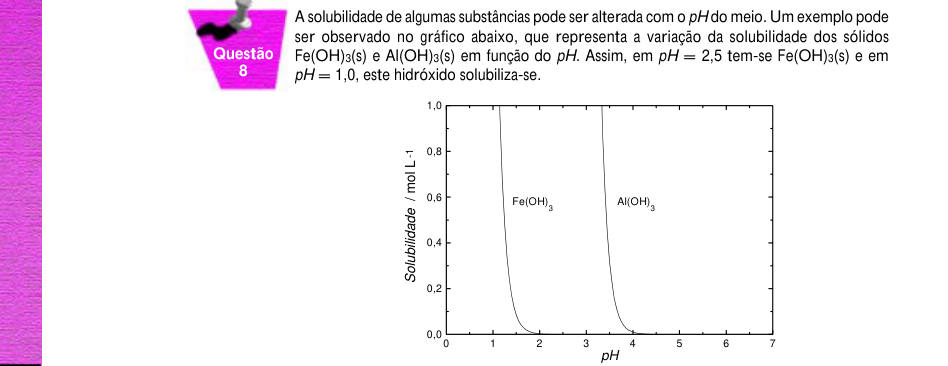 Questão
8
A solubilidade de algumas substâncias pode ser alterada com o pH do meio. Um exemplo pode
ser observado no gráfico abaixo, que representa a variação da solubilidade dos sólidos
Fe(OH)₃(s) e Al(OH)₃(s) em função do pH. Assim, em pH = 2,5 tem-se Fe(OH)₃(s) e em
pH = 1,0, este hidróxido solubiliza-se.
1,0
0,8
0,6
0,4
0,2
0,0
Solubilidade / mol L⁻¹
Fe(OH)₃
Al(OH)₃
0 1 2 3 4 5 6 7
pH